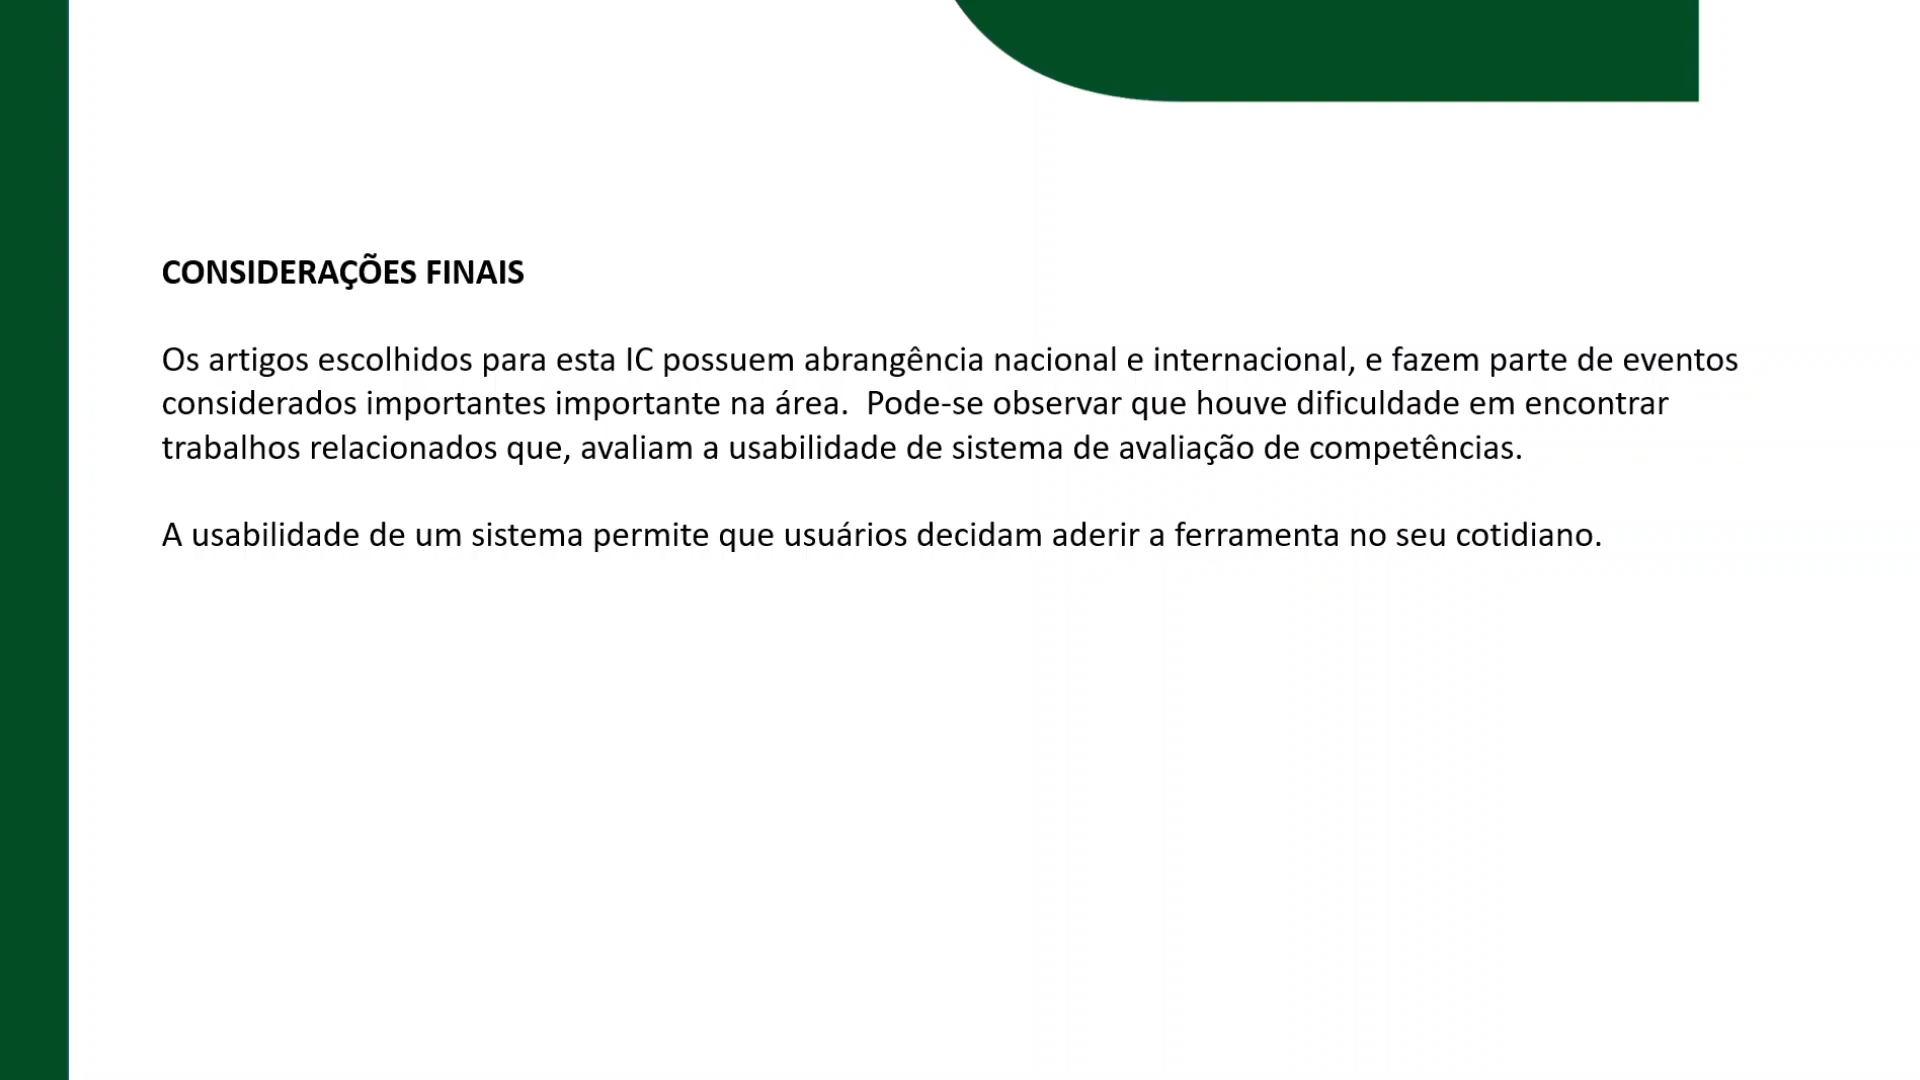 CONSIDERAÇÕES FINAIS
Os artigos escolhidos para esta IC possuem abrangência nacional e internacional, e fazem parte de eventos
considerados importantes importante na área.  Pode-se observar que houve dificuldade em encontrar
trabalhos relacionados que, avaliam a usabilidade de sistema de avaliação de competências.
A usabilidade de um sistema permite que usuários decidam aderir a ferramenta no seu cotidiano.